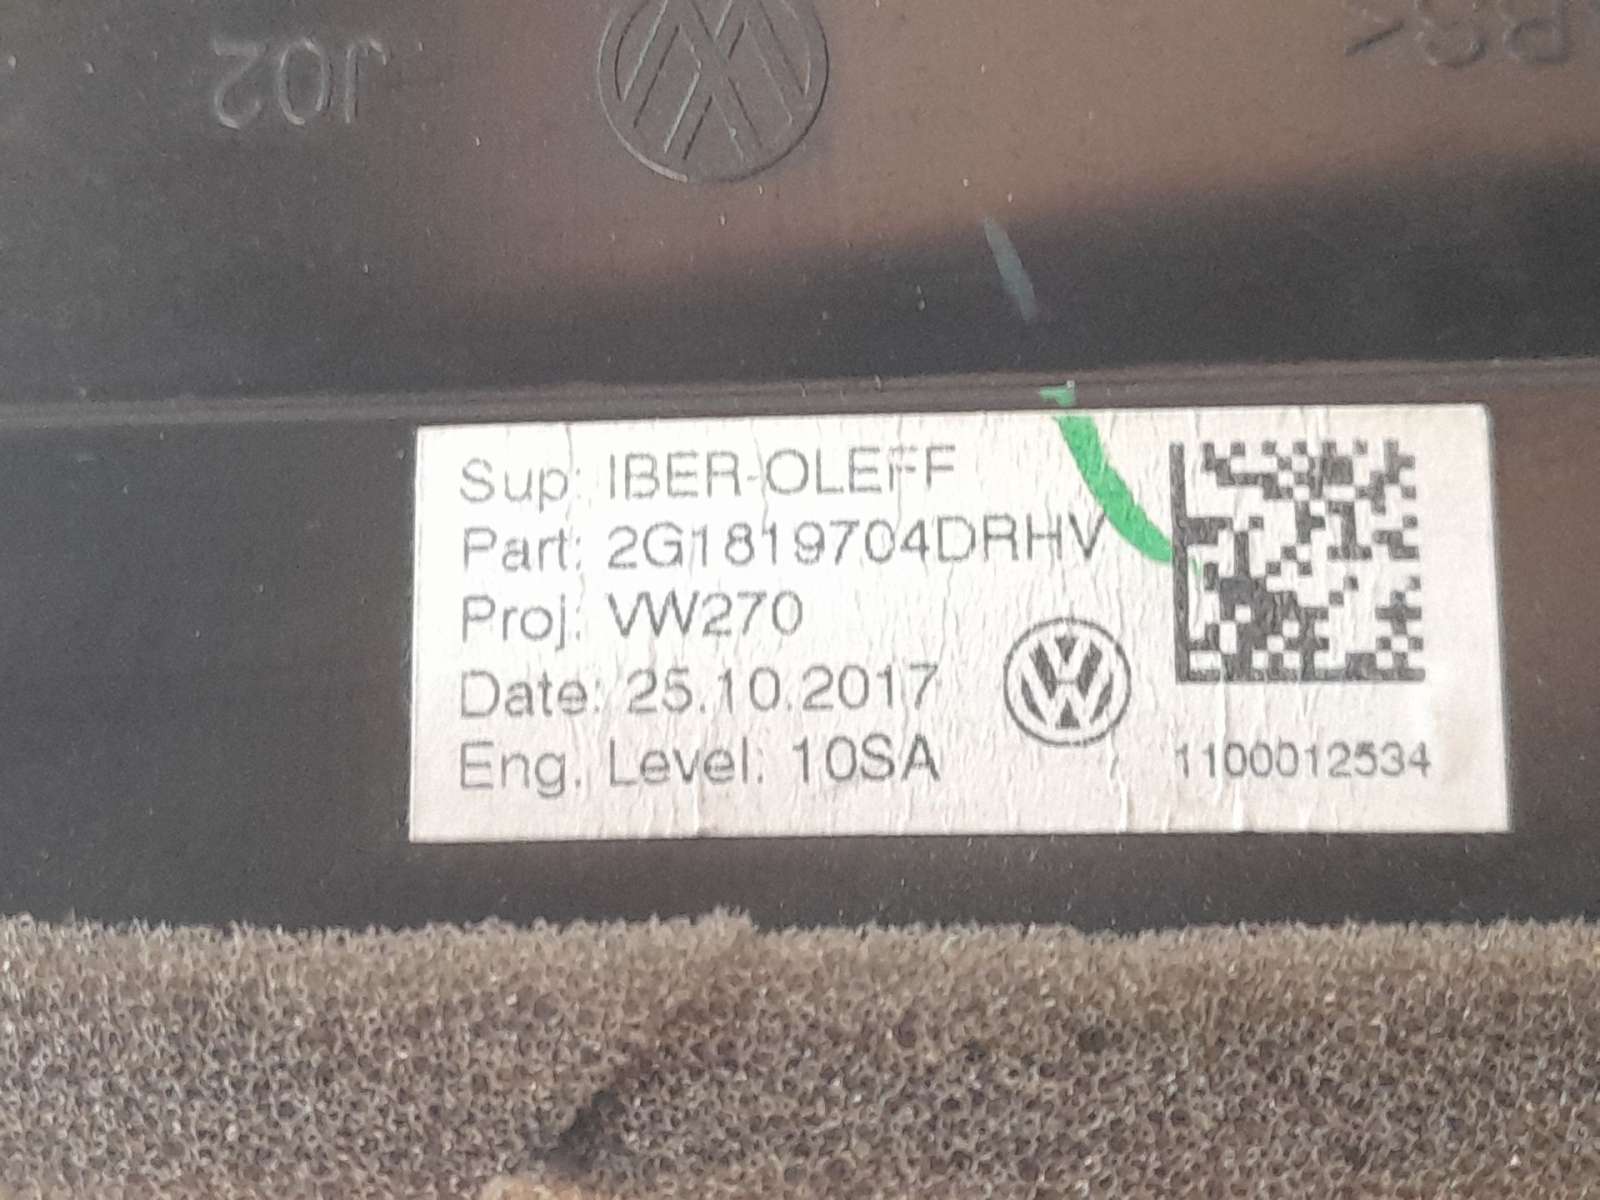 J02
Sup: IBER-OLEFF
Part: 2G1819704DRHV
Proj: VW270
Date: 25.10.2017
Eng. Level: 10SA
1100012534